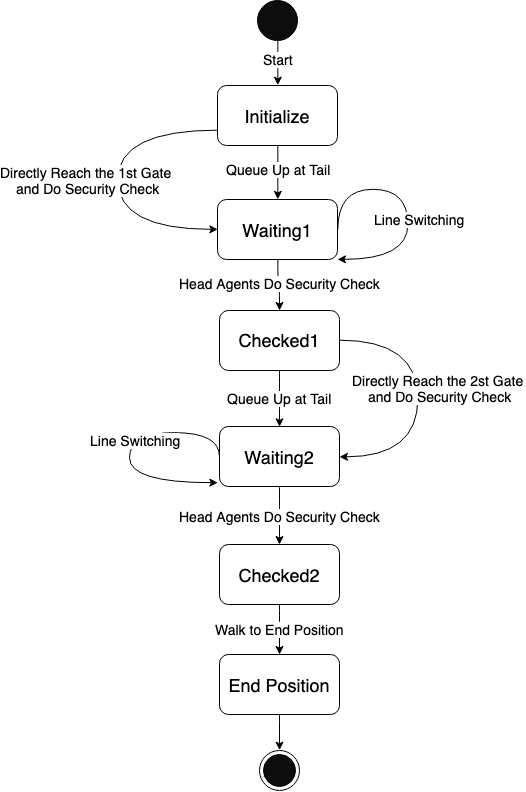 Start
Initialize
Directly Reach the 1st Gate
and Do Security Check
Queue Up at Tail
Waiting1
Line Switching
Head Agents Do Security Check
Checked1
Directly Reach the 2st Gate
and Do Security Check
Queue Up at Tail
Line Switching
Waiting2
Head Agents Do Security Check
Checked2
Walk to End Position
End Position